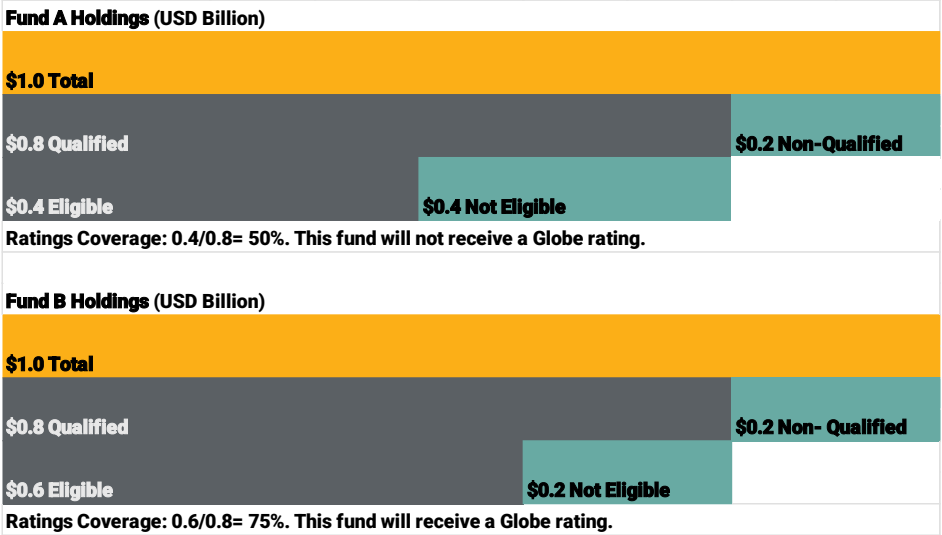 Fund A Holdings (USD Billion)
$1.0 Total
$0.8 Qualified
$0.2 Non-Qualified
$0.4 Eligible
$0.4 Not Eligible
Ratings Coverage: 0.4/0.8= 50%. This fund will not receive a Globe rating.
Fund B Holdings (USD Billion)
$1.0 Total
$0.8 Qualified
$0.2 Non- Qualified
$0.6 Eligible
$0.2 Not Eligible
Ratings Coverage: 0.6/0.8= 75%. This fund will receive a Globe rating.